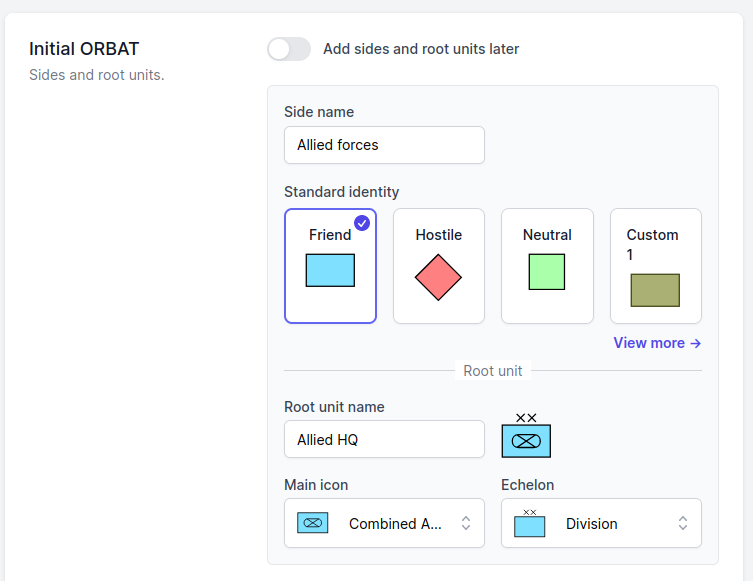 Initial ORBAT
Sides and root units.
Add sides and root units later
Side name
Allied forces
Standard identity
Friend
Hostile
Neutral
Custom
1
View more →
Root unit
Root unit name
Allied HQ
Main icon
Echelon
Combined A...
Division